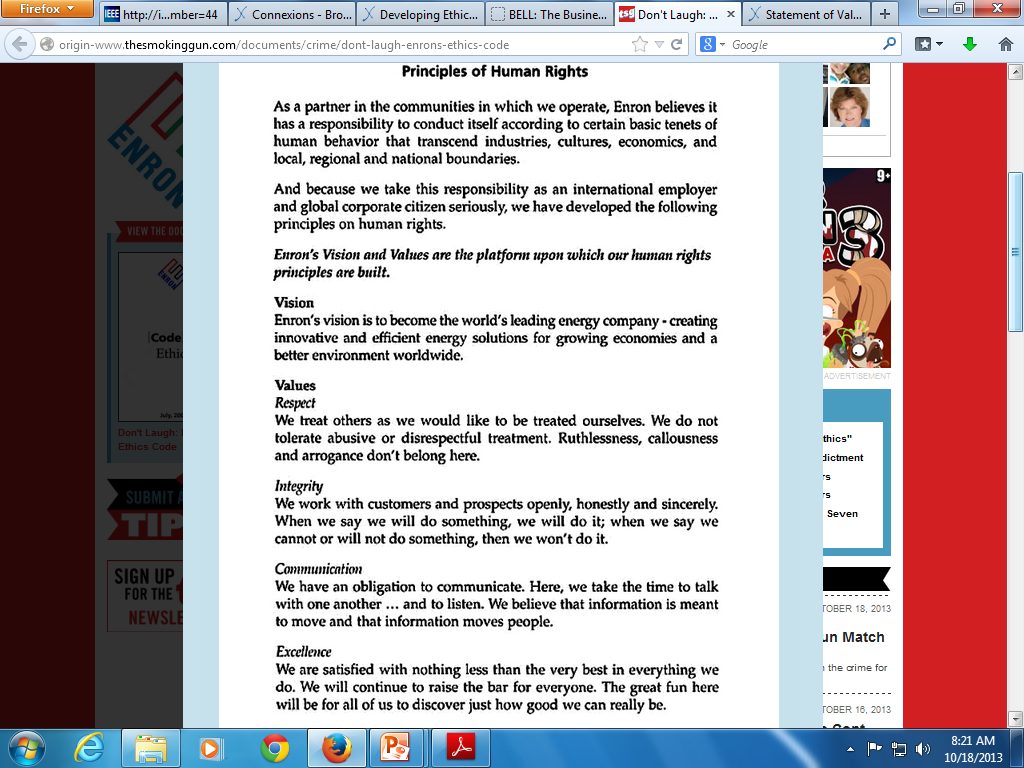 Firefox
http://i...mber=44
Connexions - Bro...
Developing Ethic...
BELL: The Busine...
Don't Laugh: ...
Statement of Val...
origin-www.thesmokinggun.com/documents/crime/dont-laugh-enrons-ethics-code
Google
Principles of Human Rights
As a partner in the communities in which we operate, Enron believes it
has a responsibility to conduct itself according to certain basic tenets of
human behavior that transcend industries, cultures, economics, and
local, regional and national boundaries.
And because we take this responsibility as an international employer
and global corporate citizen seriously, we have developed the following
principles on human rights.
Enron's Vision and Values are the platform upon which our human rights
principles are built.
Vision
Enron's vision is to become the world's leading energy company - creating
innovative and efficient energy solutions for growing economies and a
better environment worldwide.
Values
Respect
We treat others as we would like to be treated ourselves. We do not
tolerate abusive or disrespectful treatment. Ruthlessness, callousness
and arrogance don't belong here.
Integrity
We work with customers and prospects openly, honestly and sincerely.
When we say we will do something, we will do it; when we say we
cannot or will not do something, then we won't do it.
Communication
We have an obligation to communicate. Here, we take the time to talk
with one another ... and to listen. We believe that information is meant
to move and that information moves people.
Excellence
We are satisfied with nothing less than the very best in everything we
do. We will continue to raise the bar for everyone. The great fun here
will be for all of us to discover just how good we can really be.
ENRON
VIEW THE DOC
Code
Ethic
July, 200
Don't Laugh:
Ethics Code
SUBMIT A
TIP
SIGN UP
FOR THE
NEWSLE
9+
3
A
ADVERTISEMENT
thics"
dictment
rs
rs
Seven
TOBER 18, 2013
un Match
n the crime for
TOBER 16, 2013
8:21 AM
10/18/2013